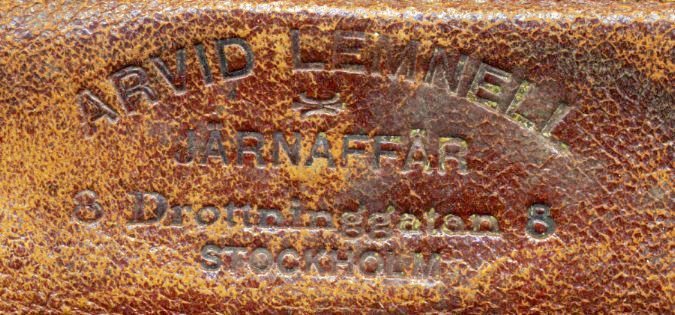 ARVID LEMNELL
JÄRNAFFÄR
8 Drottninggatan 8
STOCKHOLM